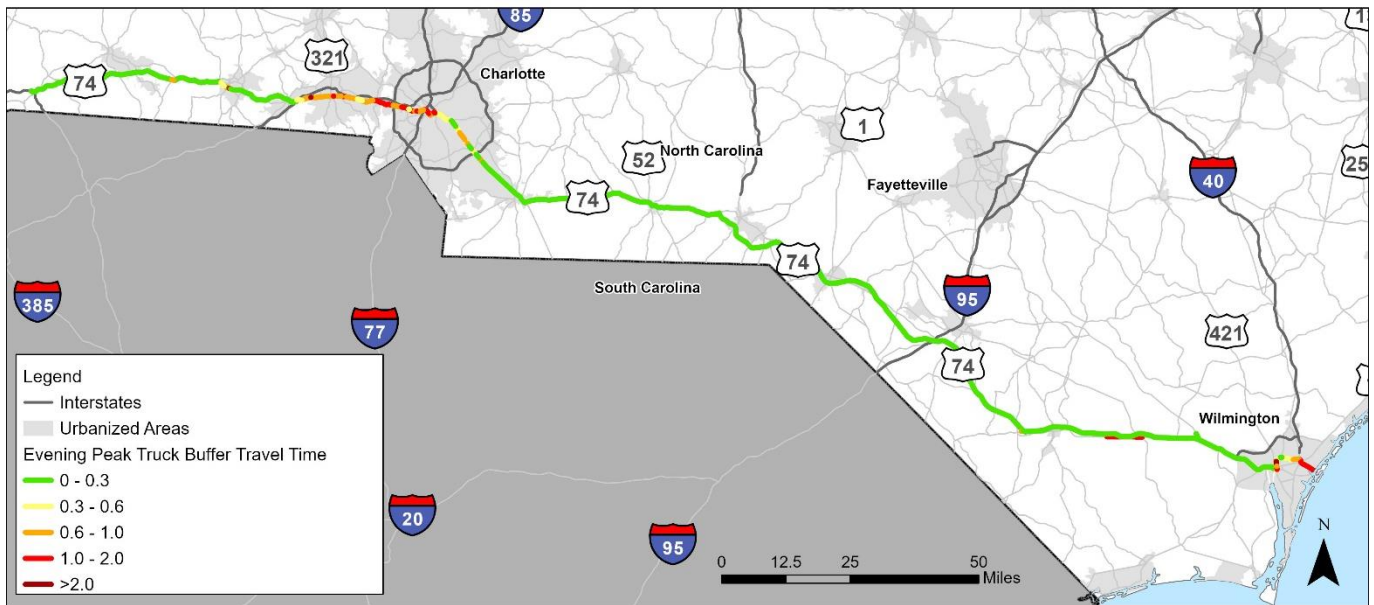 85
321
74
Charlotte
1
52
North Carolina
Fayetteville
40
74
74
South Carolina
95
385
77
421
74
Wilmington
Legend
Interstates
Urbanized Areas
Evening Peak Truck Buffer Travel Time
0 - 0.3
0.3 - 0.6
0.6 - 1.0
1.0 - 2.0
>2.0
20
95
0 12.5 25 50
Miles
N